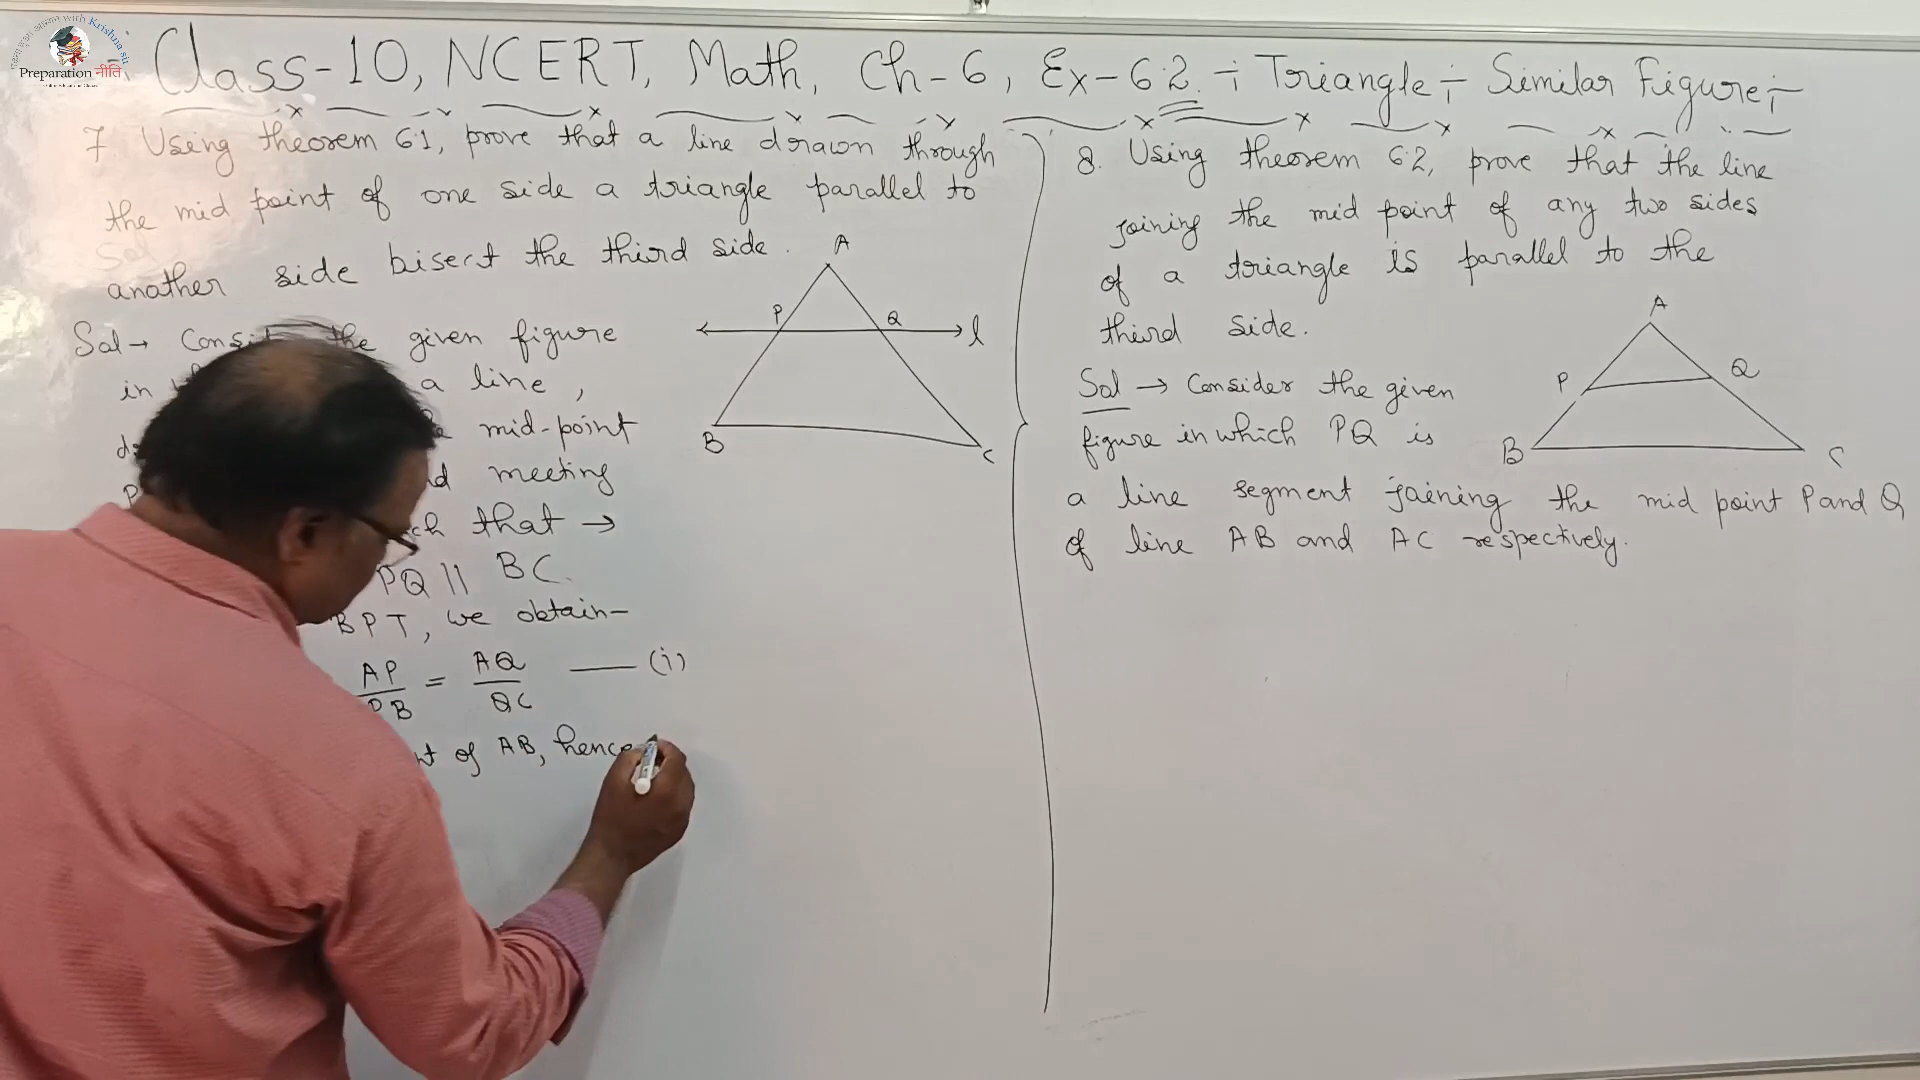 with Krishna sir
Preparation नीति
Class-10, NCERT, Math, Ch-6, Ex-6.2 ÷ Triangle ÷ Similar Figure ÷
7. Using theorem 6.1, prove that a line drawn through
the mid point of one side a triangle parallel to
another side bisect the third side.
Sol
A
P
Q
l
B
C
Sol → Consider the given figure
in a line,
mid-point
meeting
that →
PQ || BC.
BPT, we obtain-
AP/PB = AQ/QC —— (i)
of AB, hence
8. Using theorem 6.2, prove that the line
joining the mid point of any two sides
of a triangle is parallel to the
third side.
A
P
Q
B
C
Sol → Consider the given
figure in which PQ is
a line segment joining the mid point P and Q
of line AB and AC respectively.